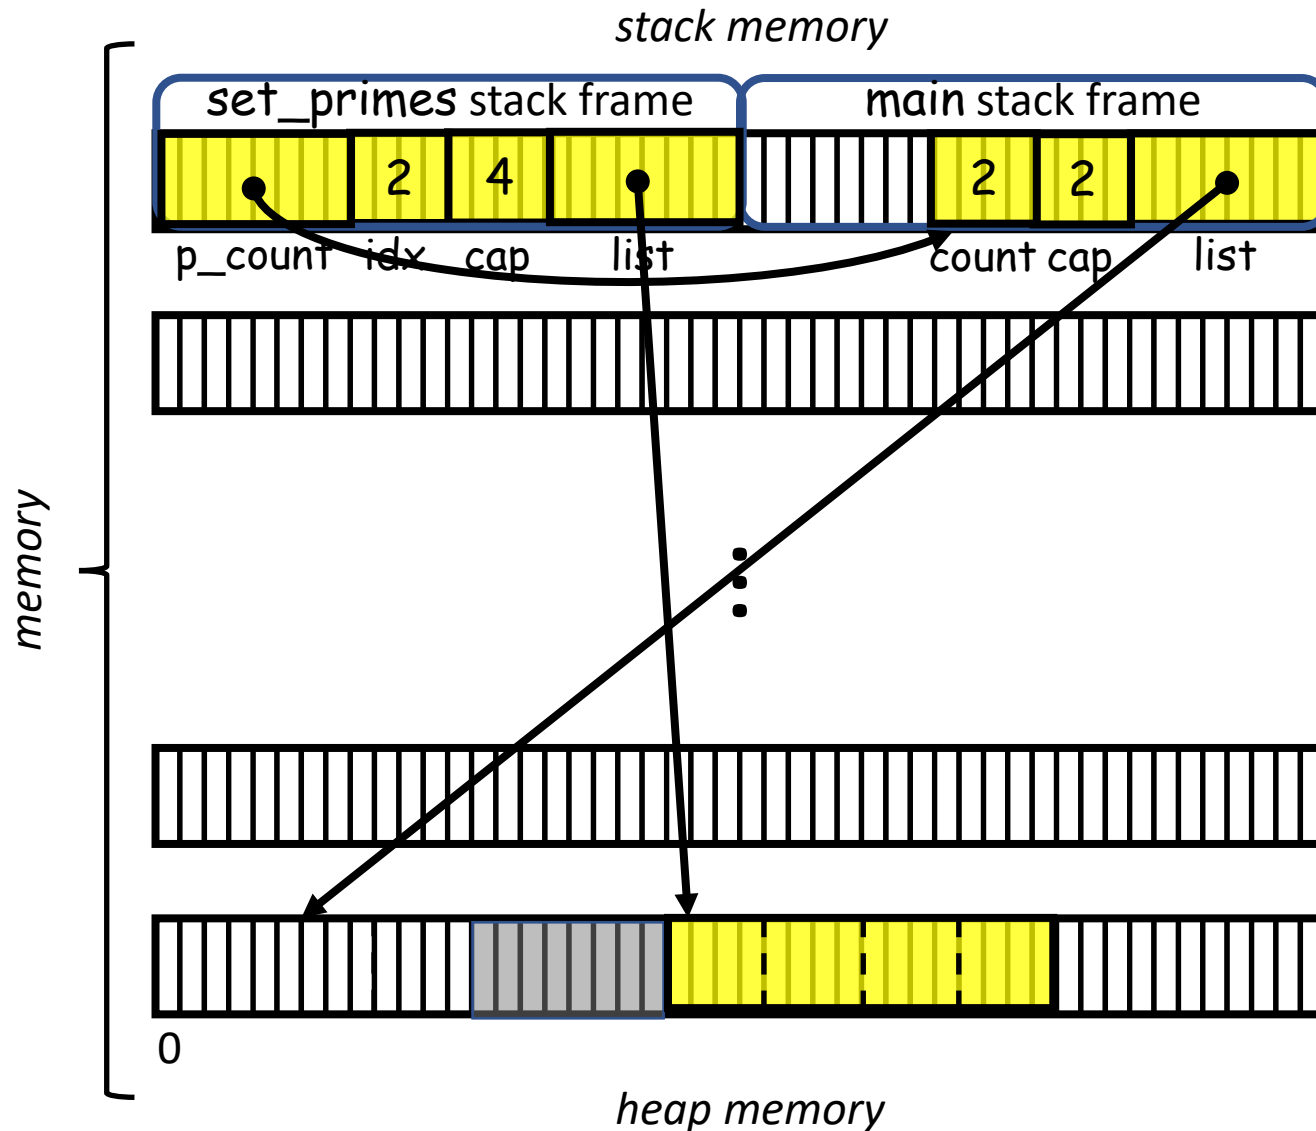 stack memory
set_primes stack frame
main stack frame
2
4
2
2
p_count
idx
cap
list
count
cap
list
memory
0
heap memory